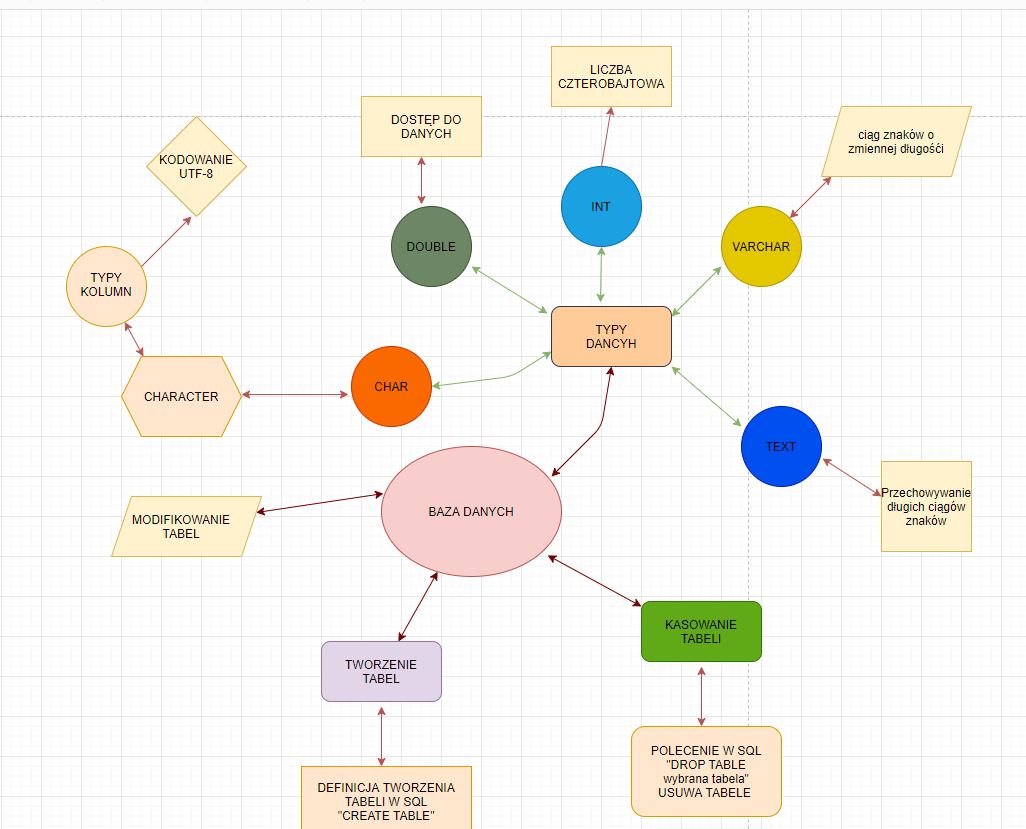 LICZBA
CZTEROBAJTOWA
DOSTĘP DO
DANYCH
ciąg znaków o
zmiennej długośći
KODOWANIE
UTF-8
INT
DOUBLE
VARCHAR
TYPY
KOLUMN
TYPY
DANCYH
CHAR
CHARACTER
TEXT
Przechowywanie
długich ciągów
znaków
BAZA DANYCH
MODIFIKOWANIE
TABEL
KASOWANIE
TABELI
TWORZENIE
TABEL
POLECENIE W SQL
"DROP TABLE
wybrana tabela"
USUWA TABELE
DEFINICJA TWORZENIA
TABELI W SQL
"CREATE TABLE"